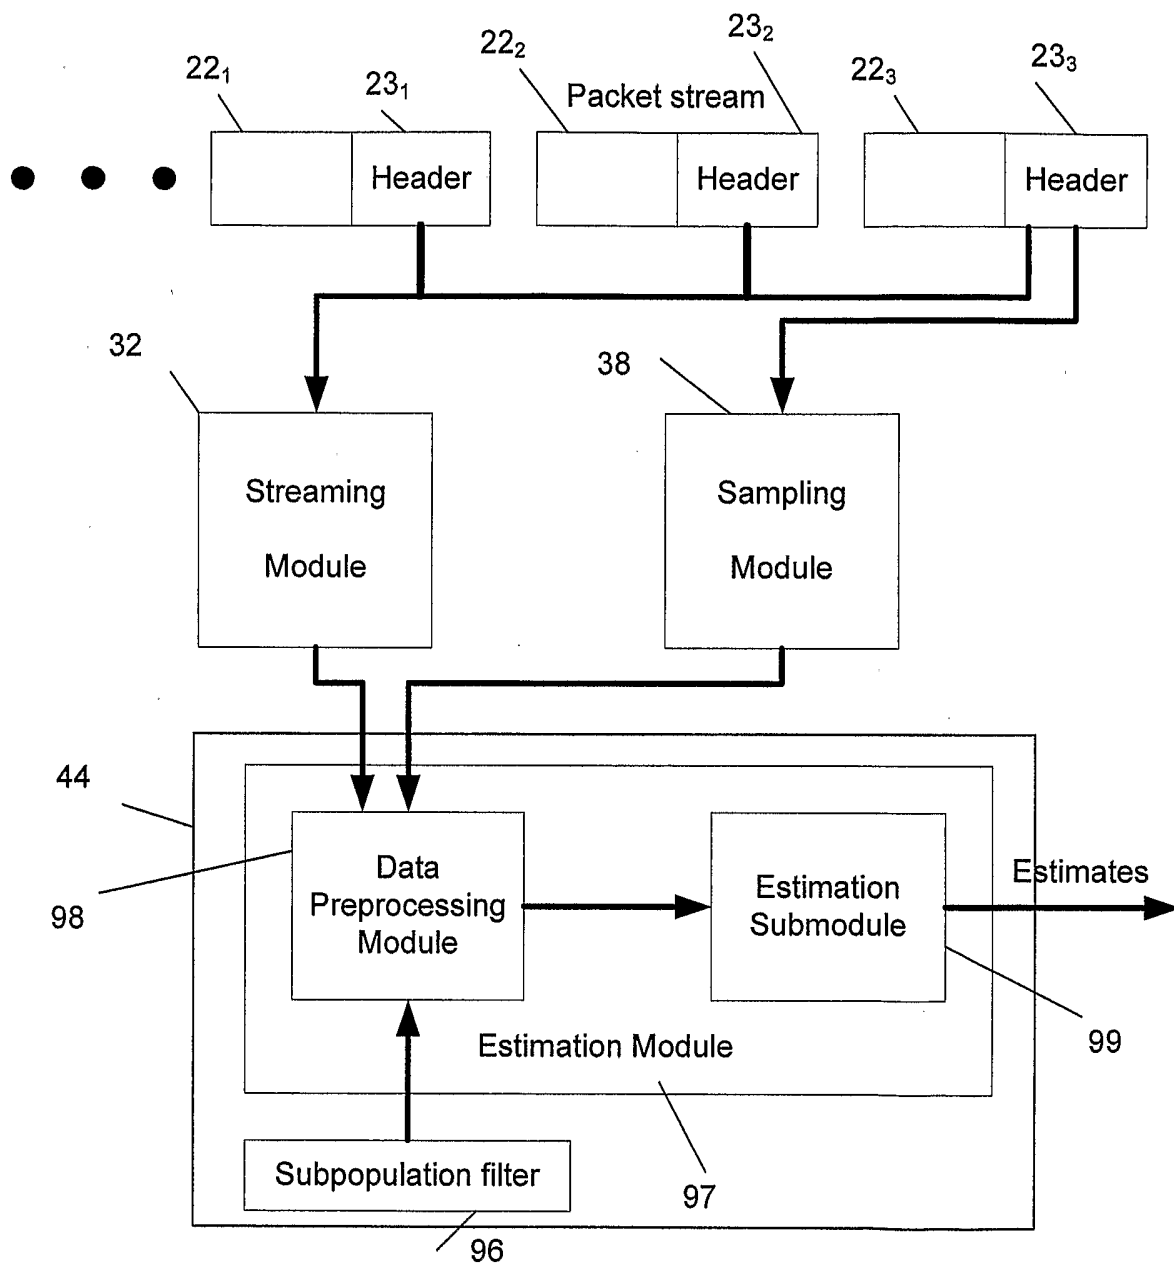 22₁
23₁
22₂
Packet stream
23₂
22₃
23₃
Header
Header
Header
32
38
Streaming
Module
Sampling
Module
44
98
Data
Preprocessing
Module
Estimation
Submodule
Estimates
99
Estimation Module
97
Subpopulation filter
96